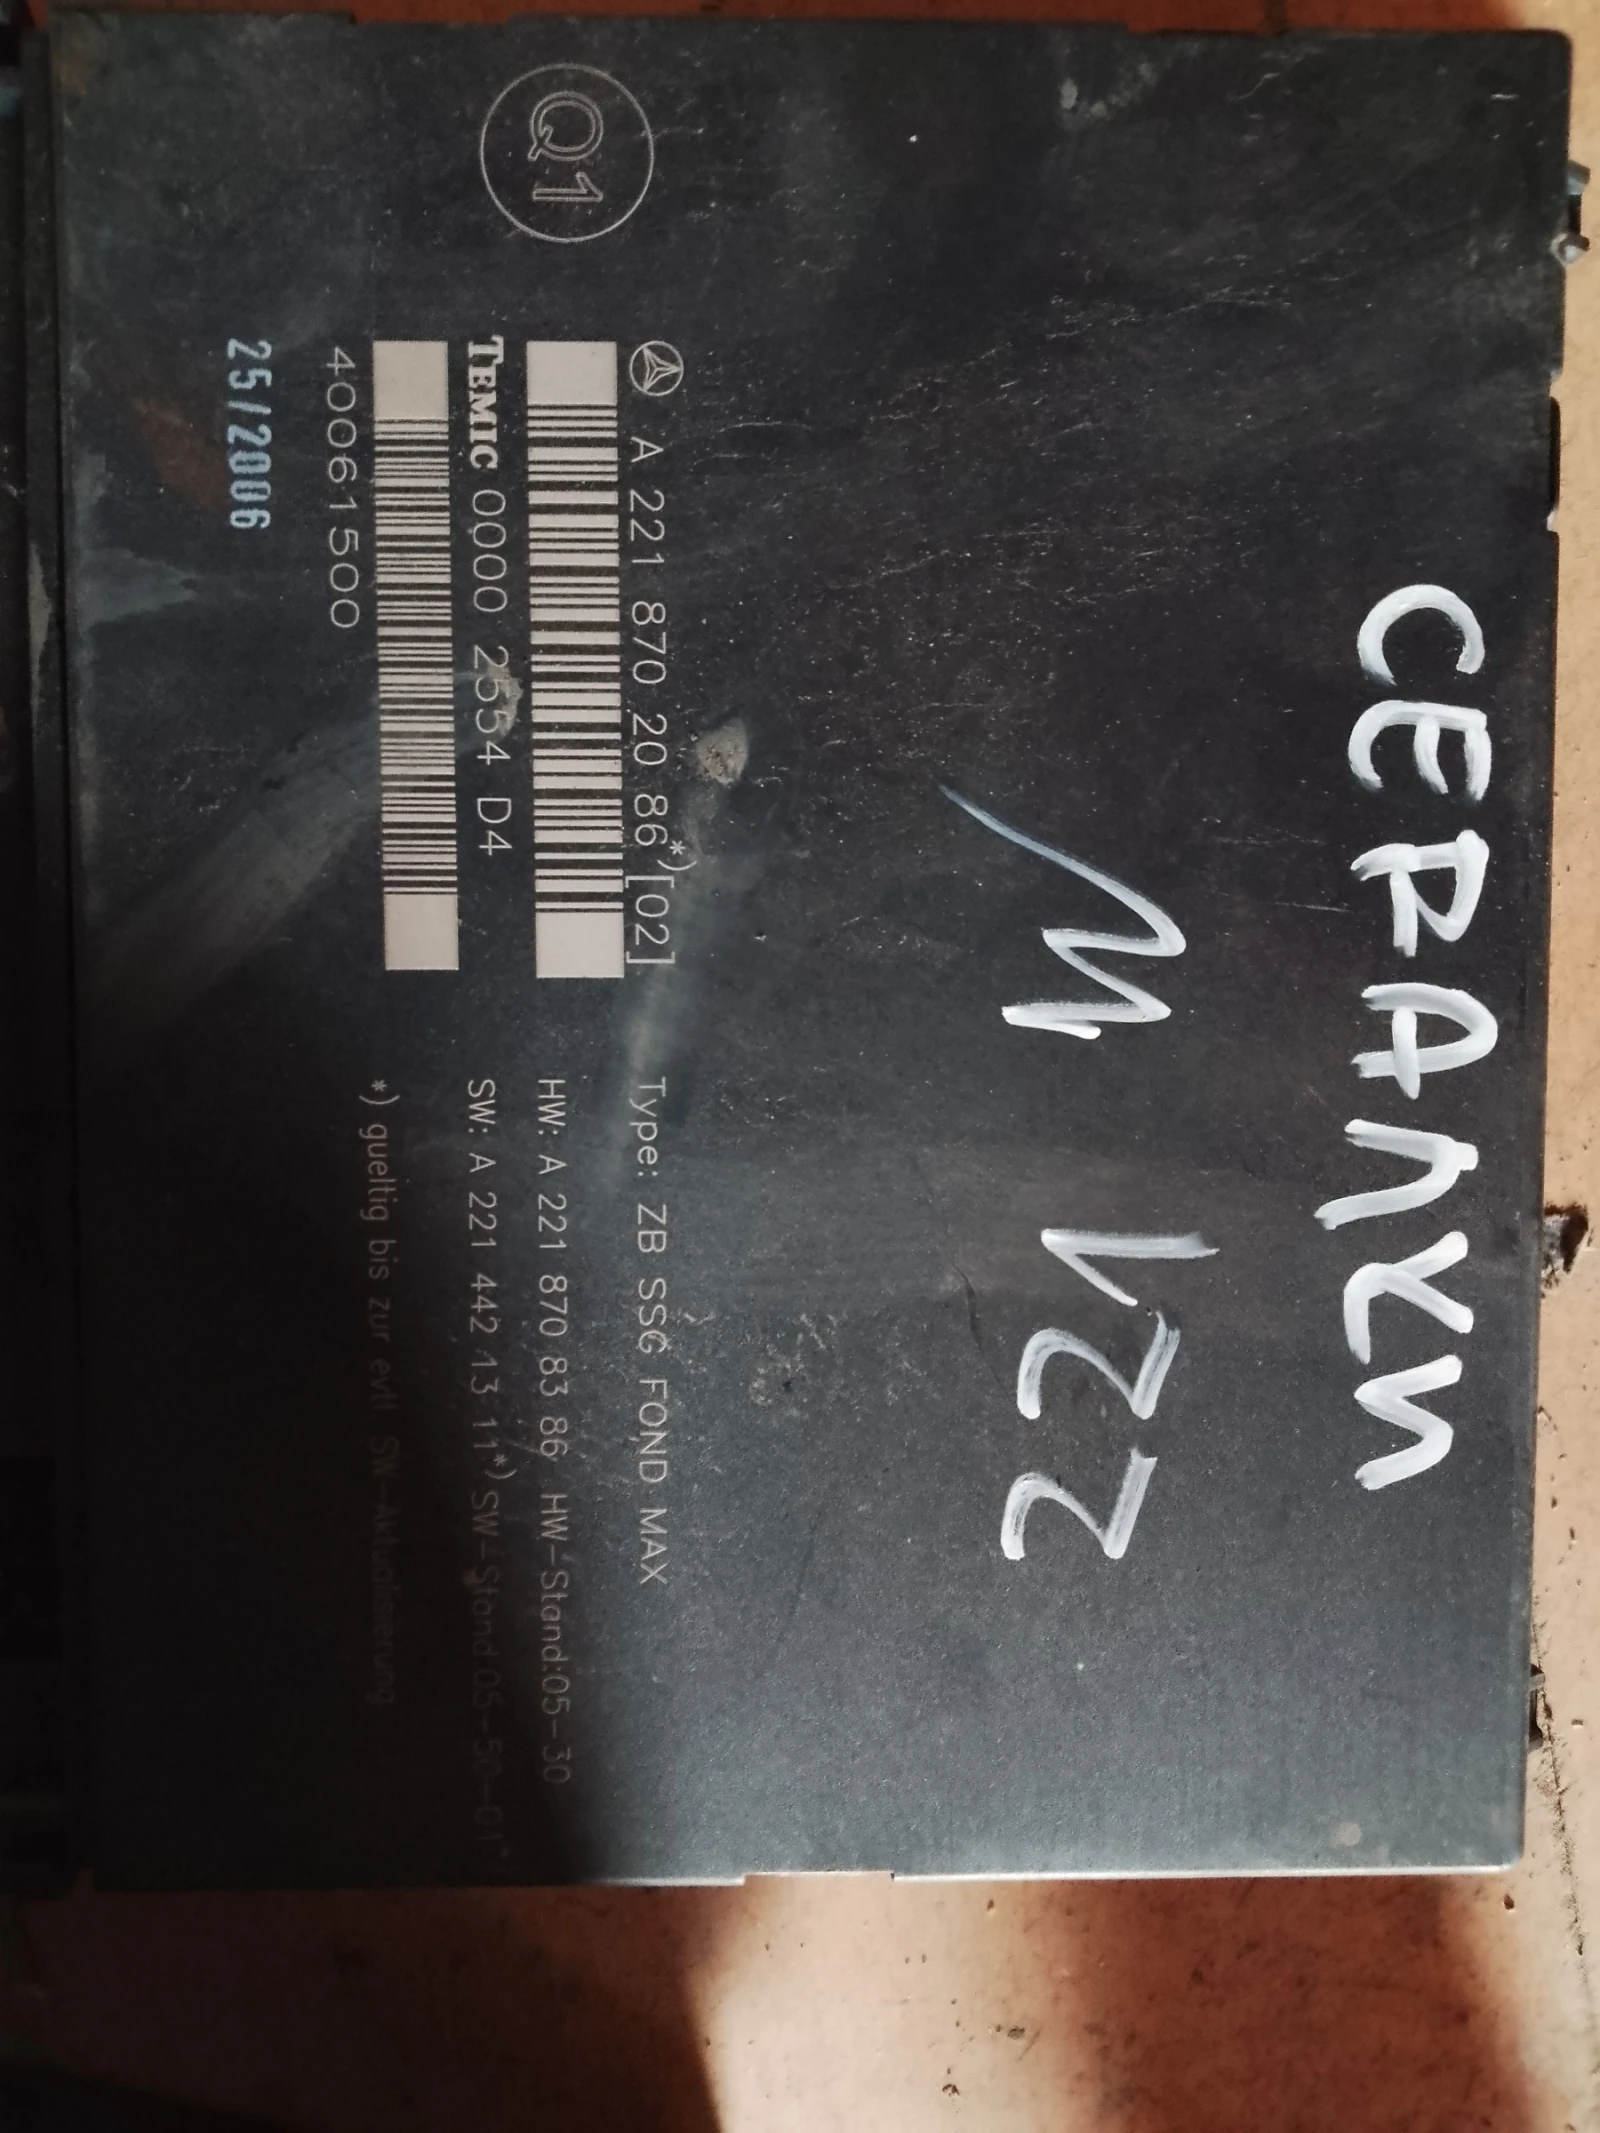 Q1
A 221 870 20 86*) [02]
TEMIC 0000 2554 D4
40061500
25/2006
Type: ZB SSG FOND MAX
HW: A 221 870 83 86 HW-Stand:05-30
SW: A 221 442 13 11*) SW-Stand:05-50-01*
*) gueltig bis zur evtl. SW-Aktualisierung